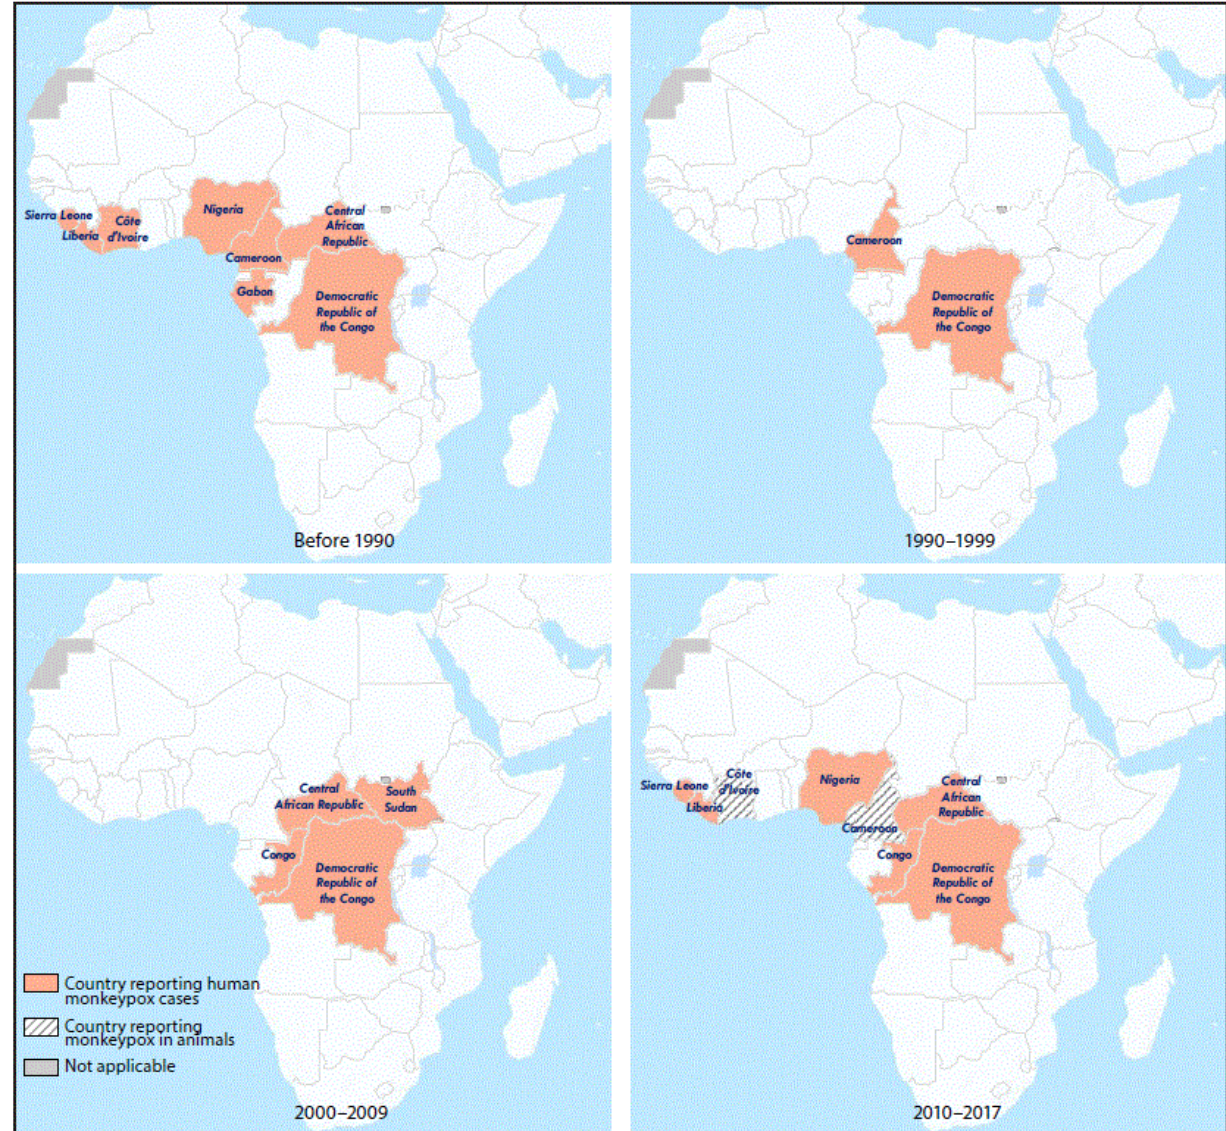 Sierra Leone
Liberia
Côte
d'Ivoire
Nigeria
Cameroon
Gabon
Central
African
Republic
Democratic
Republic of
the Congo
Before 1990
Cameroon
Democratic
Republic of
the Congo
1990–1999
Central
African Republic
South
Sudan
Congo
Democratic
Republic of
the Congo
Country reporting human
monkeypox cases
Country reporting
monkeypox in animals
Not applicable
2000–2009
Sierra Leone
Liberia
Côte
d'Ivoire
Nigeria
Cameroon
Central
African
Republic
Congo
Democratic
Republic of
the Congo
2010–2017